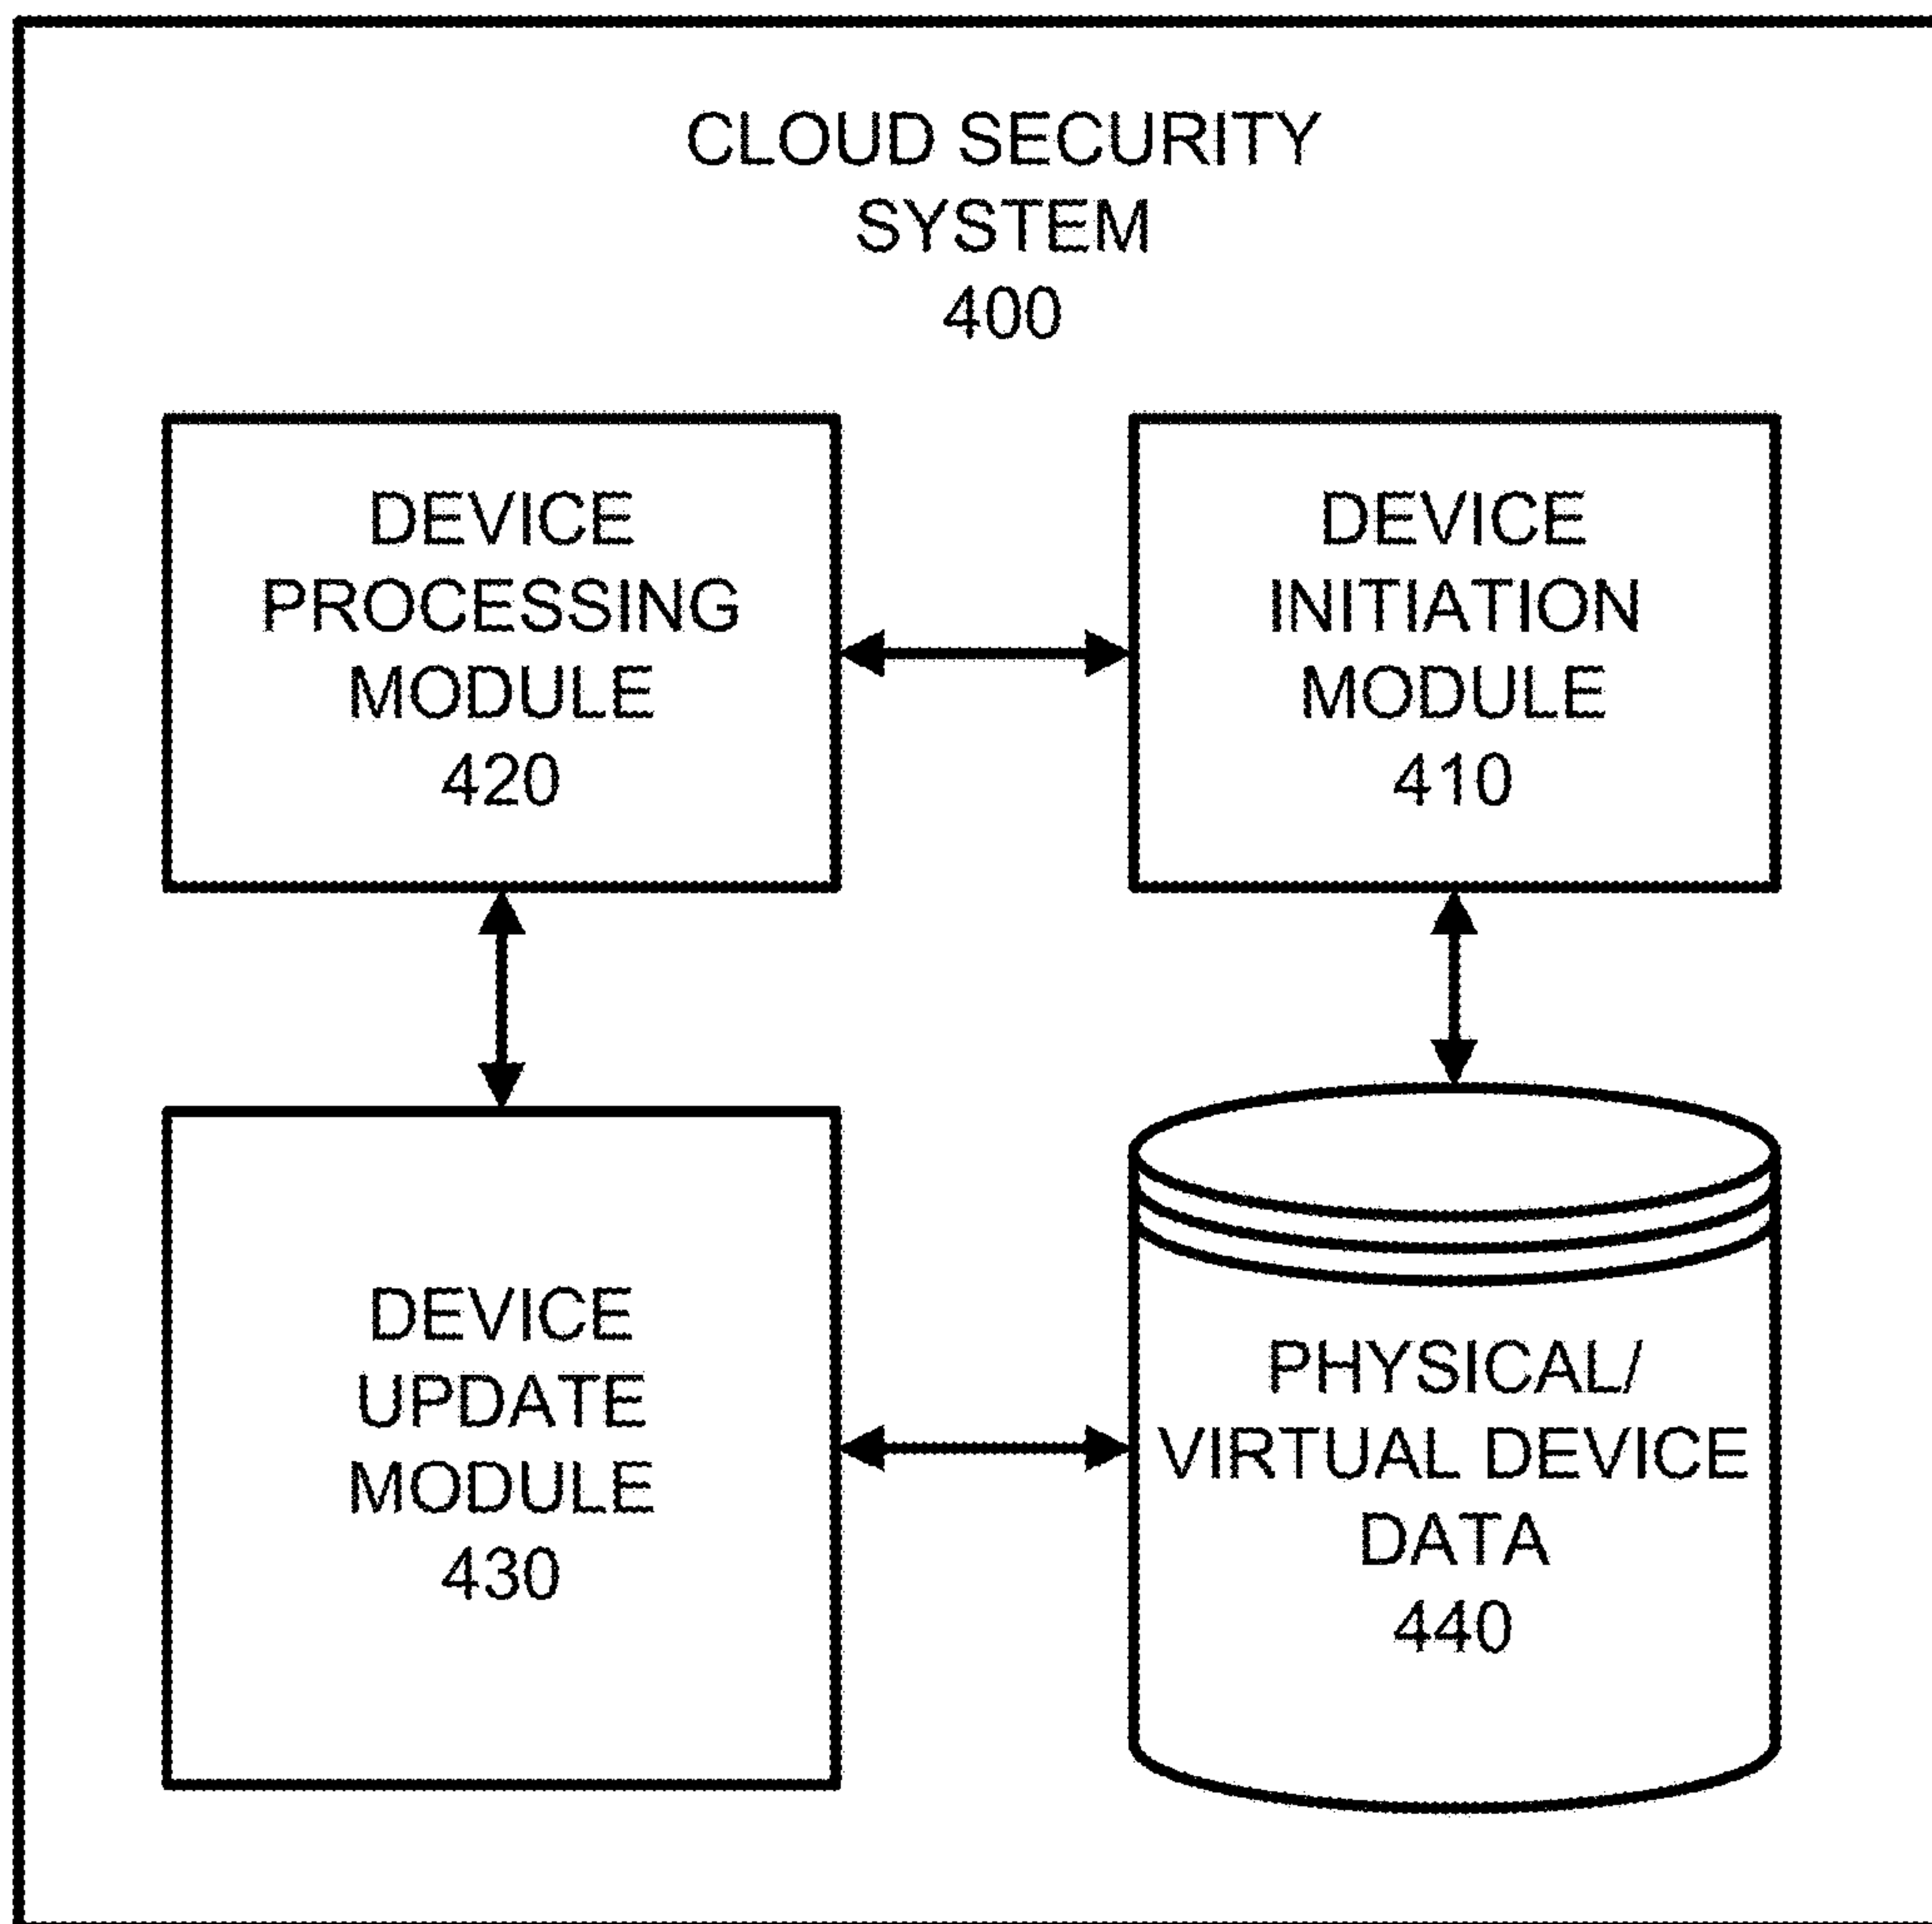 CLOUD SECURITY
SYSTEM
400
DEVICE
PROCESSING
MODULE
420
DEVICE
INITIATION
MODULE
410
DEVICE
UPDATE
MODULE
430
PHYSICAL/
VIRTUAL DEVICE
DATA
440